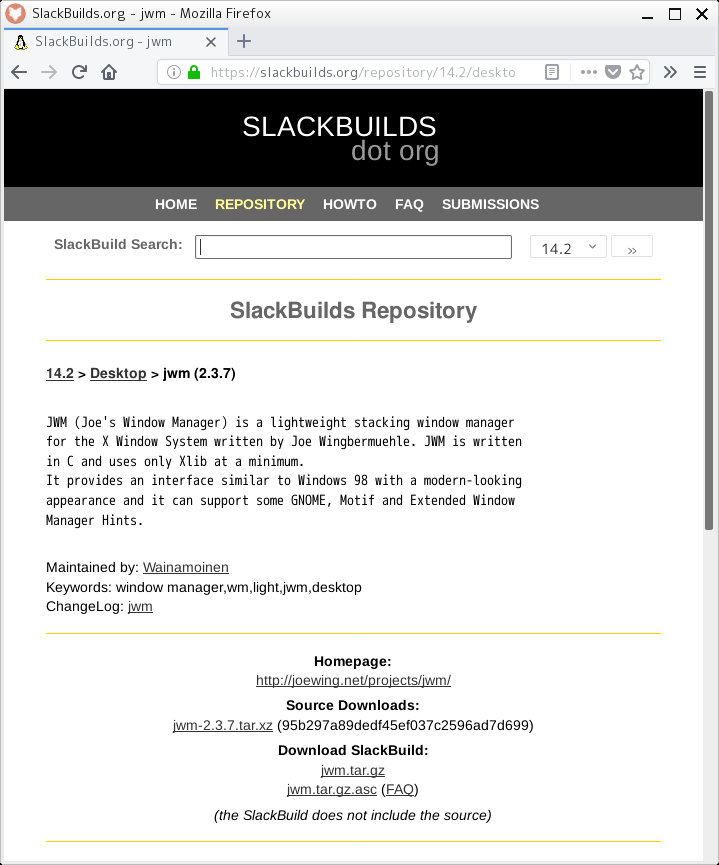 SlackBuilds.org - jwm - Mozilla Firefox
SlackBuilds.org - jwm
https://slackbuilds.org/repository/14.2/deskto
SLACKBUILDS
dot org
HOME REPOSITORY HOWTO FAQ SUBMISSIONS
SlackBuild Search: 14.2 »
SlackBuilds Repository
14.2 > Desktop > jwm (2.3.7)
JWM (Joe's Window Manager) is a lightweight stacking window manager
for the X Window System written by Joe Wingbermuehle. JWM is written
in C and uses only Xlib at a minimum.
It provides an interface similar to Windows 98 with a modern-looking
appearance and it can support some GNOME, Motif and Extended Window
Manager Hints.
Maintained by: Wainamoinen
Keywords: window manager,wm,light,jwm,desktop
ChangeLog: jwm
Homepage:
http://joewing.net/projects/jwm/
Source Downloads:
jwm-2.3.7.tar.xz (95b297a89dedf45ef037c2596ad7d699)
Download SlackBuild:
jwm.tar.gz
jwm.tar.gz.asc (FAQ)
(the SlackBuild does not include the source)